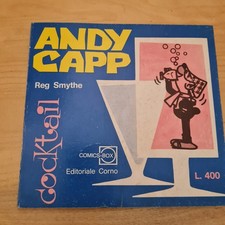 ANDY
CAPP
Reg Smythe
cocktail
COMICS-BOX
Editoriale Corno
L. 400